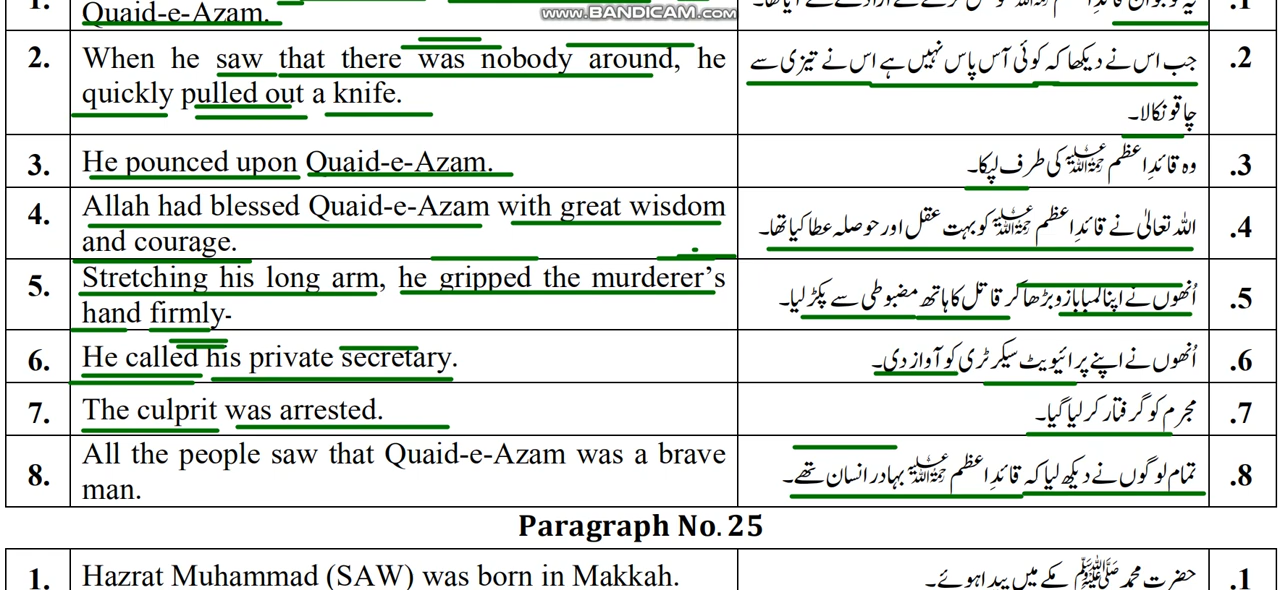 www.BANDICAM.com
1. Quaid-e-Azam. .1
2. When he saw that there was nobody around, he جب اس نے دیکھا کہ کوئی آس پاس نہیں ہے اس نے تیزی سے .2
quickly pulled out a knife. چاقو نکالا۔
3. He pounced upon Quaid-e-Azam. وہ قائدِاعظم رحمۃ اللہ علیہ کی طرف لپکا۔ .3
4. Allah had blessed Quaid-e-Azam with great wisdom اللہ تعالیٰ نے قائدِاعظم رحمۃ اللہ علیہ کو بہت عقل اور حوصلہ عطا کیا تھا۔ .4
and courage.
5. Stretching his long arm, he gripped the murderer’s اُنھوں نے اپنا لمبا بازو بڑھا کر قاتل کا ہاتھ مضبوطی سے پکڑ لیا۔ .5
hand firmly-
6. He called his private secretary. اُنھوں نے اپنے پرائیویٹ سیکرٹری کو آواز دی۔ .6
7. The culprit was arrested. مجرم کو گرفتار کر لیا گیا۔ .7
8. All the people saw that Quaid-e-Azam was a brave تمام لوگوں نے دیکھ لیا کہ قائدِاعظم رحمۃ اللہ علیہ بہادر انسان تھے۔ .8
man.
Paragraph No. 25
1. Hazrat Muhammad (SAW) was born in Makkah. حضرت محمد ﷺ مکے میں پیدا ہوئے۔ .1